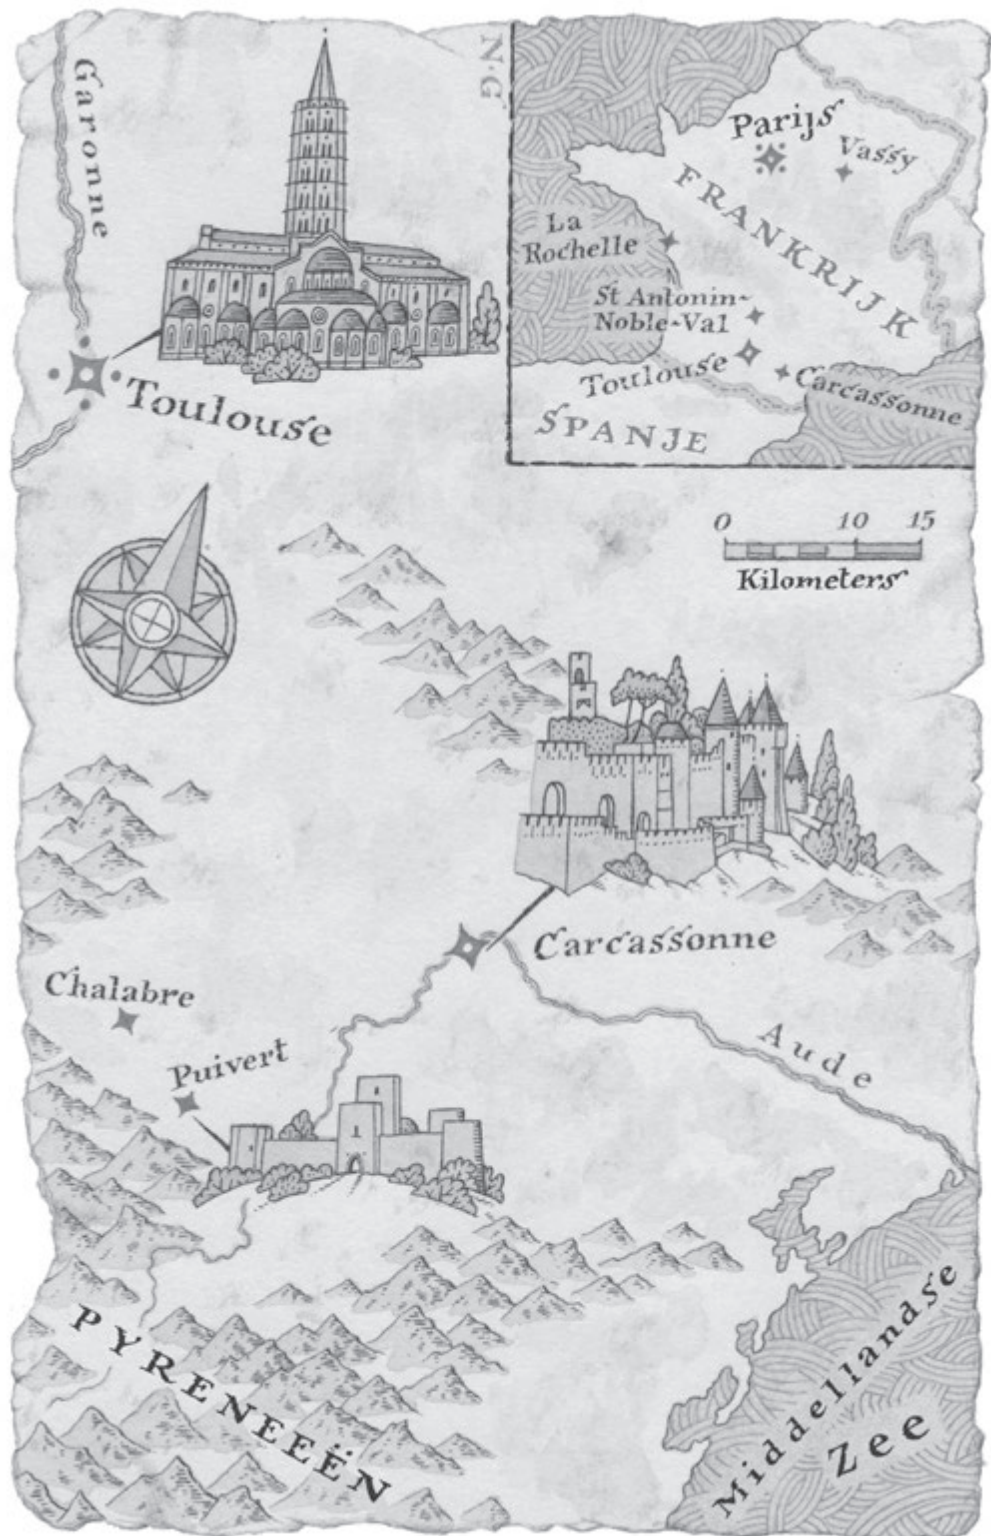 Garonne
N·G
Toulouse
Parijs
Vassy
FRANKRIJK
La
Rochelle
St Antonin-
Noble-Val
Toulouse
Carcassonne
SPANJE
0 10 15
Kilometers
Carcassonne
Chalabre
Puivert
Aude
PYRENEEËN
Middellandse
Zee